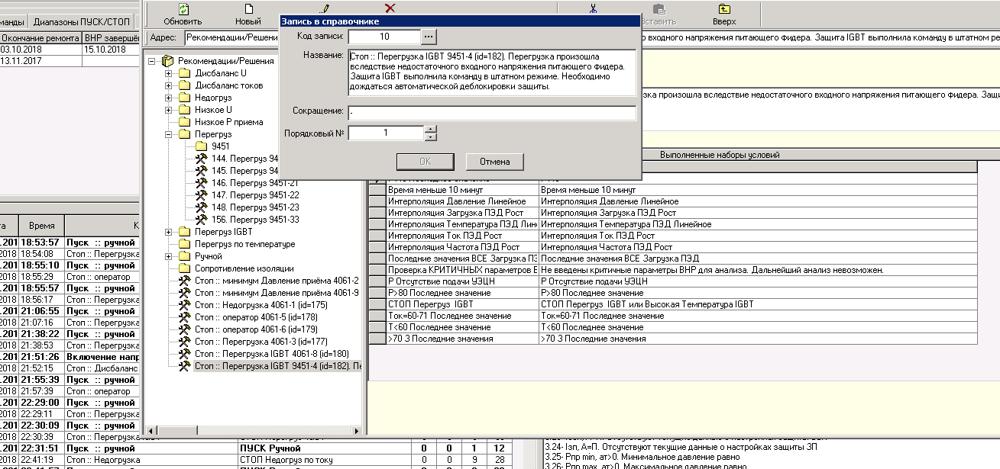 манды
Диапазоны ПУСК/СТОП
Окончание ремонта
ВНР завершён
03.10.2018
15.10.2018
13.11.2017
Обновить
Новый
Вставить
Вверх
Адрес:
Рекомендации/Решени
о входного напряжения питающего фидера. Защита IGBT выполнила команду в штатном ре
Запись в справочнике
Код записи:
10
...
Название:
Стоп :: Перегрузка IGBT 9451-4 (id=182). Перегрузка произошла
вследствие недостаточного входного напряжения питающего фидера.
Защита IGBT выполнила команду в штатном режиме. Необходимо
дождаться автоматической деблокировки защиты.
Сокращение:
.
Порядковый №
1
OK
Отмена
зка произошла вследствие недостаточного входного напряжения питающего фидера. Защи
Рекомендации/Решения
Дисбаланс U
Дисбаланс токов
Недогруз
Низкое U
Низкое Р приема
Перегруз
9451
144. Перегруз 94
145. Перегруз 94
146. Перегруз 9451-21
147. Перегруз 9451-22
148. Перегруз 9451-23
156. Перегруз 9451-33
Перегруз IGBT
Перегруз по температуре
Ручной
Сопротивление изоляции
Стоп :: минимум Давление приёма 4061-2
Стоп :: минимум Давление приёма 4061-9
Стоп :: Недогрузка 4061-1 (id=175)
Стоп :: оператор 4061-5 (id=178)
Стоп :: оператор 4061-6 (id=179)
Стоп :: Перегрузка 4061-3 (id=177)
Стоп :: Перегрузка IGBT 4061-8 (id=180)
Стоп :: Перегрузка IGBT 9451-4 (id=182). Пе
Выполненные наборы условий
Время меньше 10 минут Время меньше 10 минут
Интерполяция Давление Линейное Интерполяция Давление Линейное
Интерполяция Загрузка ПЭД Рост Интерполяция Загрузка ПЭД Рост
Интерполяция Температура ПЭД Лин Интерполяция Температура ПЭД Линейное
Интерполяция Ток ПЭД Рост Интерполяция Ток ПЭД Рост
Интерполяция Частота ПЭД Рост Интерполяция Частота ПЭД Рост
Последние значения ВСЕ Загрузка ПЭ Последние значения ВСЕ Загрузка ПЭД
Проверка КРИТИЧНЫХ параметров В Не введены критичные параметры ВНР для анализа. Дальнейший анализ невозможен.
Р Отсутствие подачи УЭЦН Р Отсутствие подачи УЭЦН
Р>80 Последнее значение Р>80 Последнее значение
СТОП Перегруз IGBT СТОП Перегруз IGBT или Высокая Температура IGBT
Ток=60-71 Последнее значение Ток=60-71 Последнее значение
Т<60 Последнее значение Т<60 Последнее значение
>70 3 Последние значения >70 3 Последние значения
та Время К
.201 18:53:57 Пуск :: ручной
2018 18:54:08 Стоп :: Перегрузка
.201 18:55:10 Пуск :: ручной
2018 18:55:29 Стоп :: оператор
.201 18:55:57 Пуск :: ручной
2018 18:56:17 Стоп :: Перегрузка
.201 21:06:55 Пуск :: ручной
2018 21:07:16 Стоп :: Перегрузка
.201 21:38:22 Пуск :: ручной
2018 21:38:53 Стоп :: Перегрузка
.201 21:51:26 Включение напр
2018 21:52:15 Стоп :: Дисбаланс
.201 21:55:39 Пуск :: ручной
2018 21:57:39 Стоп :: оператор
.201 22:29:00 Пуск :: ручной
2018 22:29:11 Стоп :: Перегрузка
.201 22:30:09 Пуск :: ручной
2018 22:30:39 Стоп :: Перегрузка
.201 22:31:51 Пуск :: ручной ПУСК Ручной 0 0 1 12
2018 22:41:19 Стоп :: Недогрузка СТОП Недогруз по току 0 0 9 28
3.24- Iзп, А=П. Отсутствуют текущие данные о настройках защиты ЗП
3.25- Рпр min, ат>0. Минимальное давление равно
3.26- Рпр max, ат>0. Максимальное давление равно